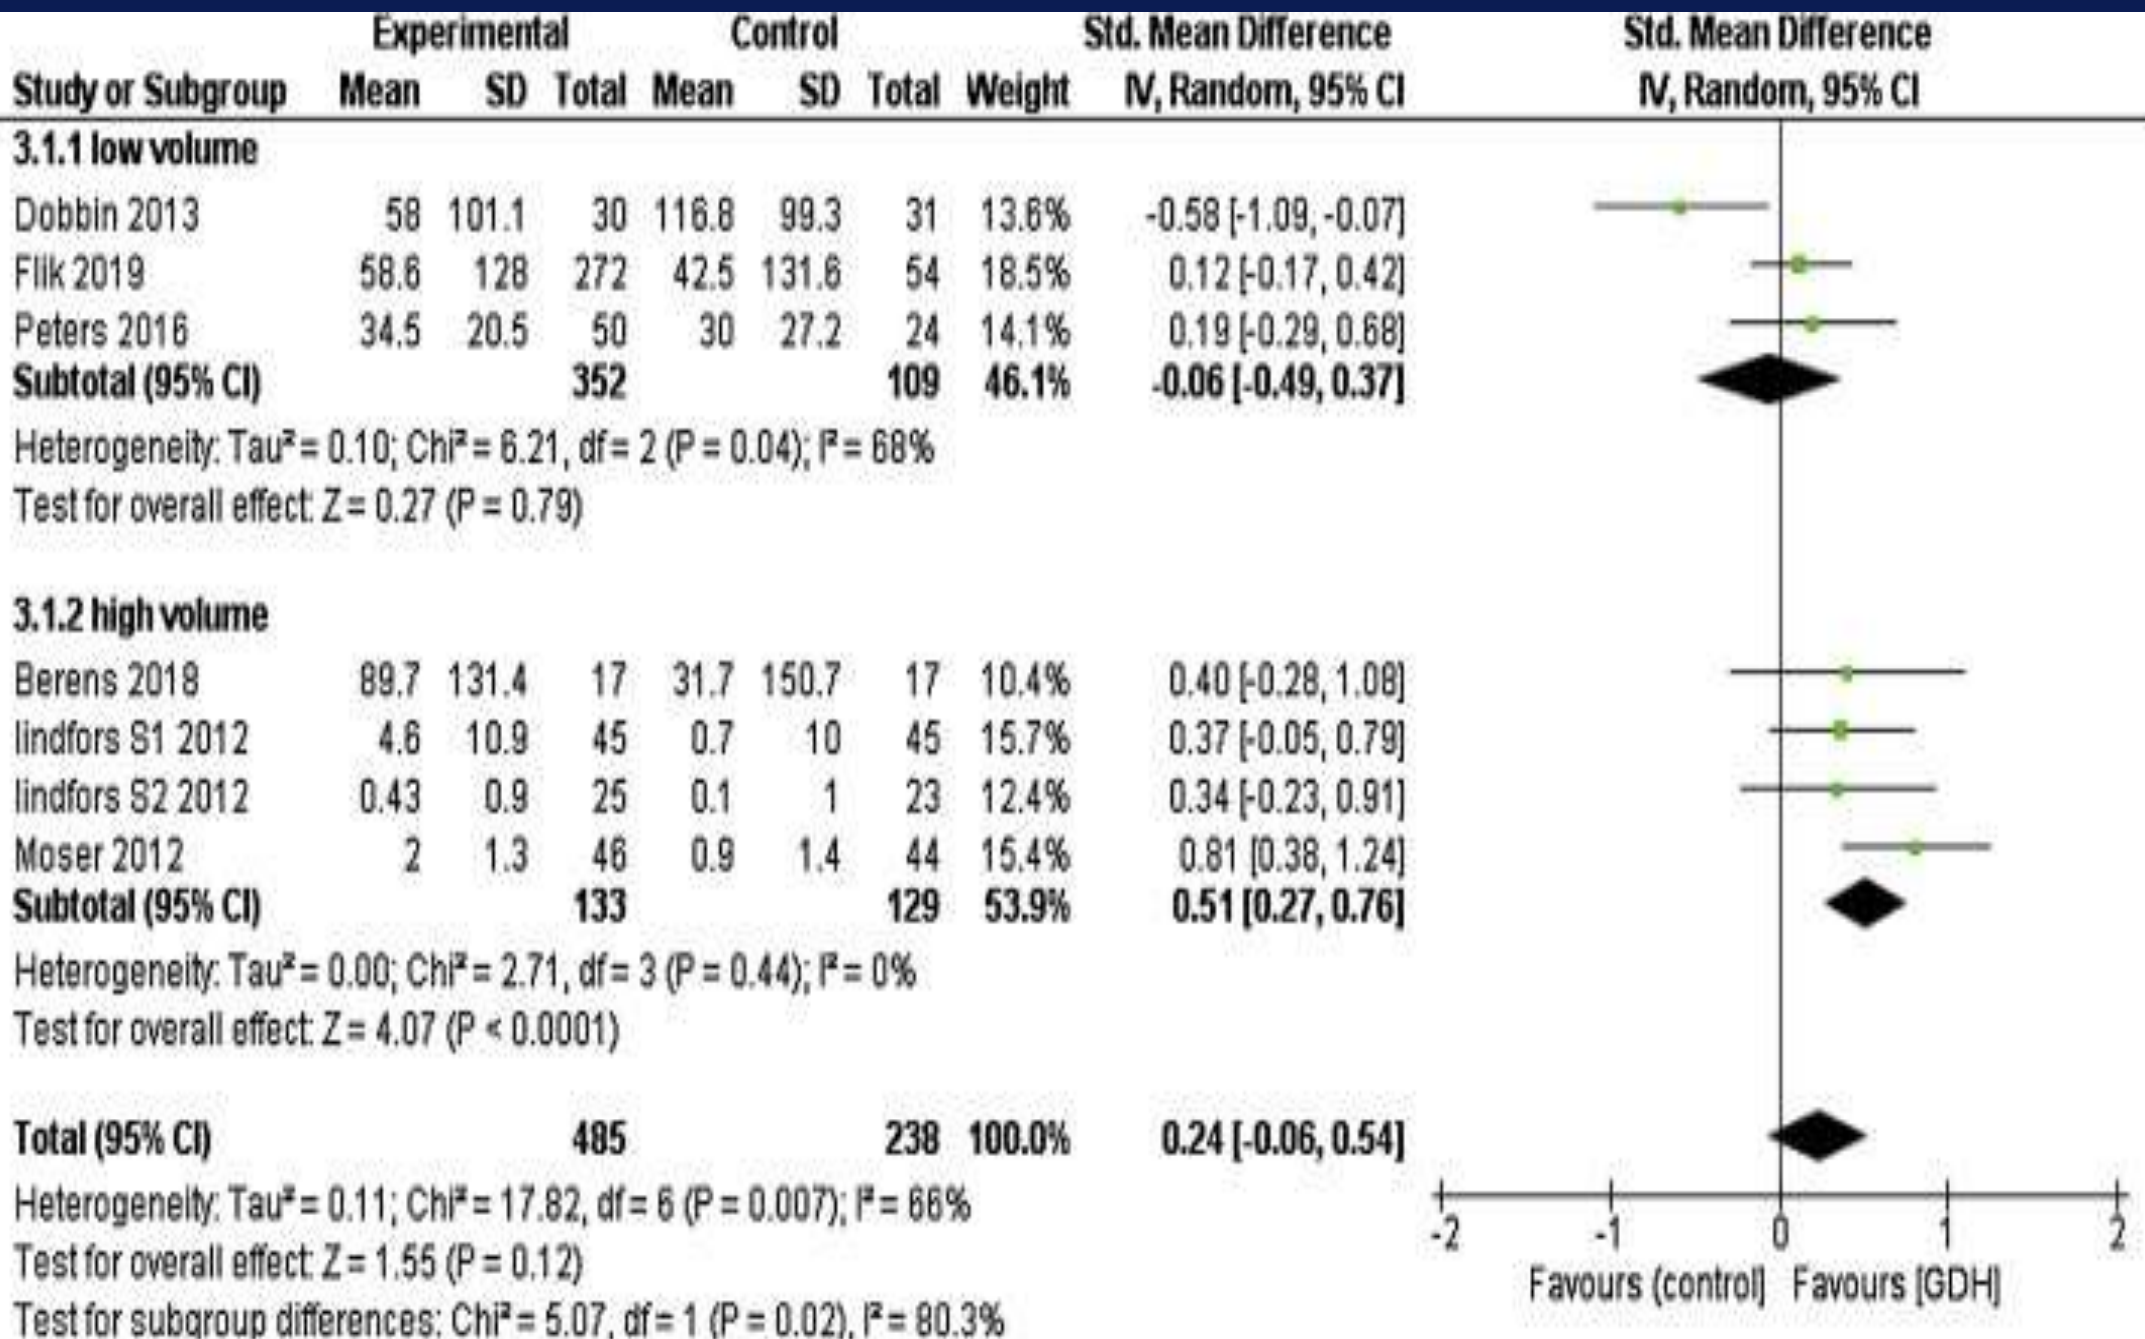 Experimental Control Std. Mean Difference Std. Mean Difference
Study or Subgroup Mean SD Total Mean SD Total Weight IV, Random, 95% CI IV, Random, 95% CI
3.1.1 low volume
Dobbin 2013 58 101.1 30 116.8 99.3 31 13.6% -0.58 [-1.09, -0.07]
Flik 2019 58.6 128 272 42.5 131.6 54 18.5% 0.12 [-0.17, 0.42]
Peters 2016 34.5 20.5 50 30 27.2 24 14.1% 0.19 [-0.29, 0.68]
Subtotal (95% CI) 352 109 46.1% -0.06 [-0.49, 0.37]
Heterogeneity: Tau² = 0.10; Chi² = 6.21, df = 2 (P = 0.04); I² = 68%
Test for overall effect: Z = 0.27 (P = 0.79)
3.1.2 high volume
Berens 2018 89.7 131.4 17 31.7 150.7 17 10.4% 0.40 [-0.28, 1.08]
lindfors S1 2012 4.6 10.9 45 0.7 10 45 15.7% 0.37 [-0.05, 0.79]
lindfors S2 2012 0.43 0.9 25 0.1 1 23 12.4% 0.34 [-0.23, 0.91]
Moser 2012 2 1.3 46 0.9 1.4 44 15.4% 0.81 [0.38, 1.24]
Subtotal (95% CI) 133 129 53.9% 0.51 [0.27, 0.76]
Heterogeneity: Tau² = 0.00; Chi² = 2.71, df = 3 (P = 0.44); I² = 0%
Test for overall effect: Z = 4.07 (P < 0.0001)
Total (95% CI) 485 238 100.0% 0.24 [-0.06, 0.54]
Heterogeneity: Tau² = 0.11; Chi² = 17.82, df = 6 (P = 0.007); I² = 66%
Test for overall effect: Z = 1.55 (P = 0.12)
Test for subgroup differences: Chi² = 5.07, df = 1 (P = 0.02), I² = 80.3%
-2 -1 0 1 2
Favours (control] Favours [GDH]